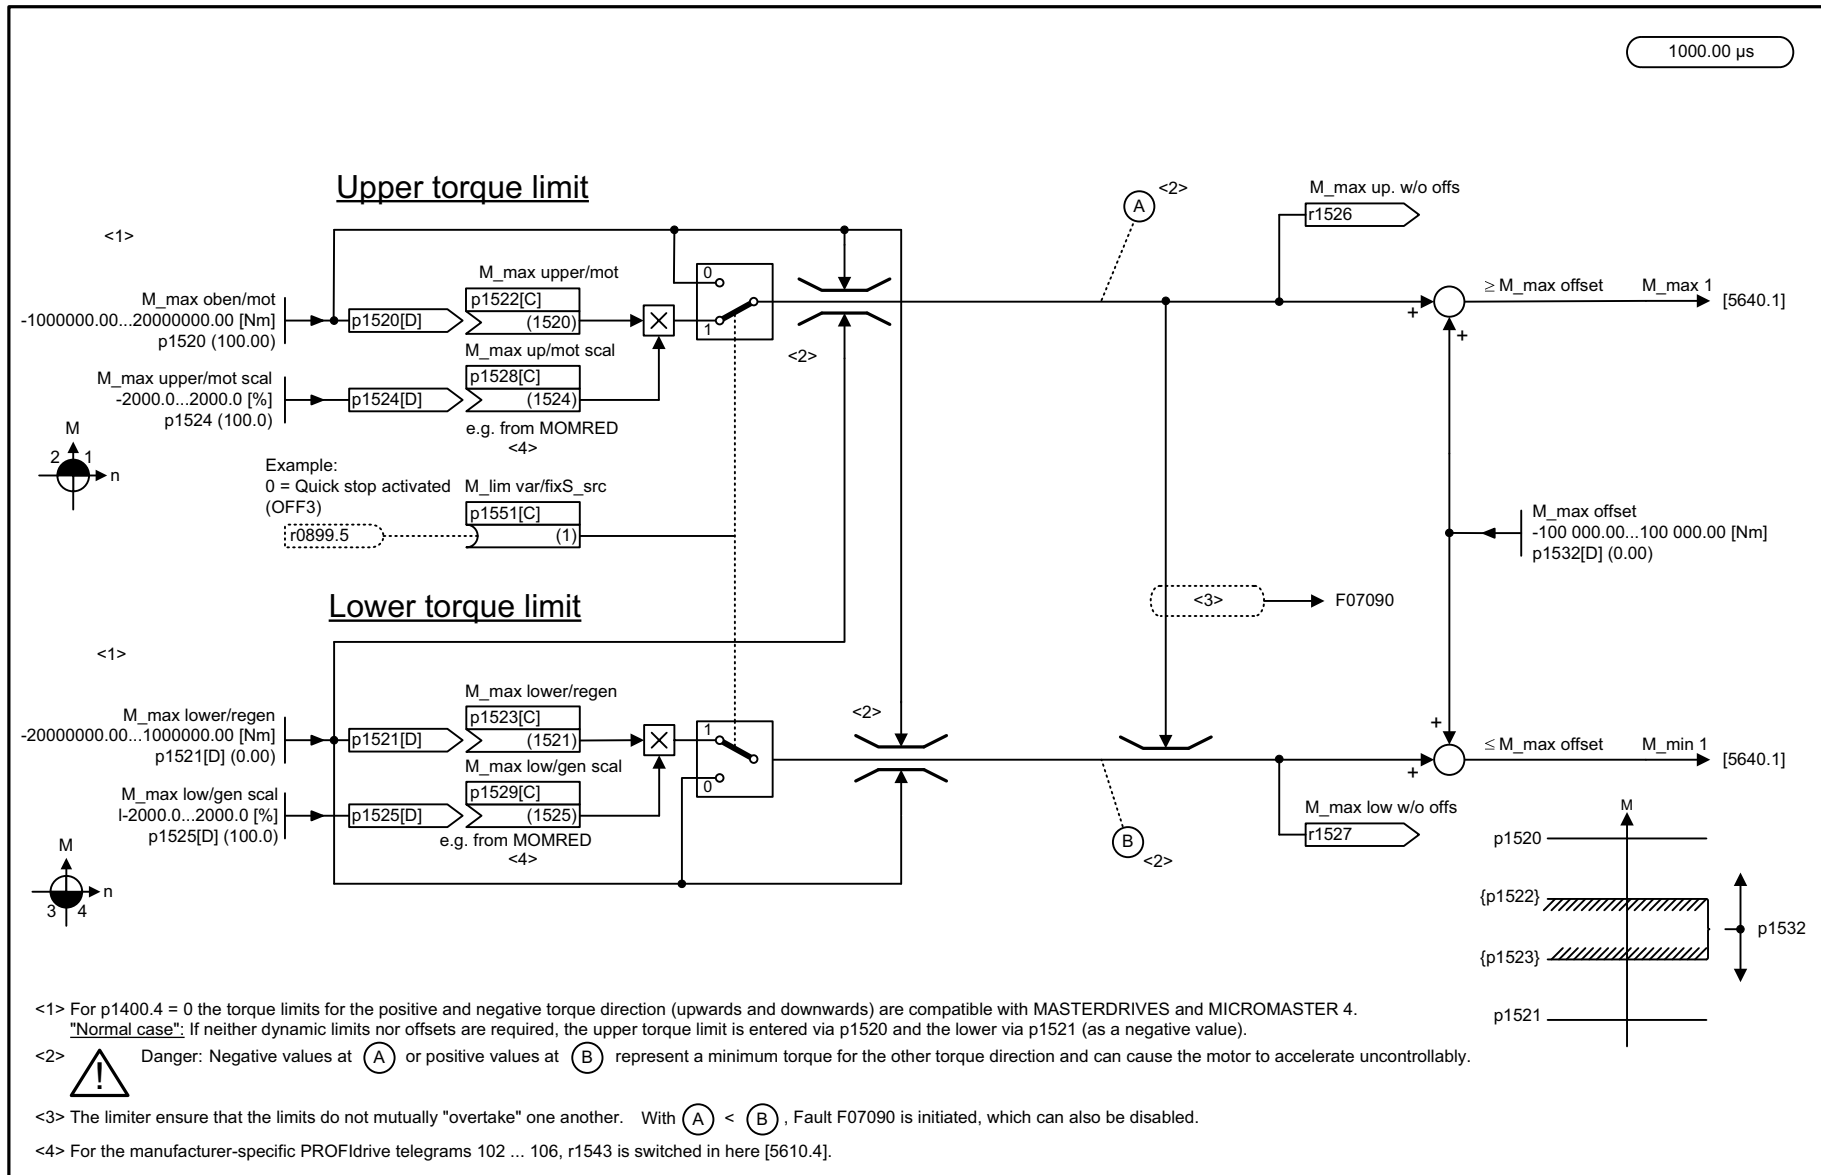 1000.00 µs
Upper torque limit
<1>
M_max oben/mot
-1000000.00...20000000.00 [Nm]
p1520 (100.00)
p1520[D]
M_max upper/mot
p1522[C]
(1520)
M_max upper/mot scal
-2000.0...2000.0 [%]
p1524 (100.0)
p1524[D]
M_max up/mot scal
p1528[C]
(1524)
e.g. from MOMRED
<4>
0
1
<2>
A
<2>
M_max up. w/o offs
r1526
+
+
≥ M_max offset
M_max 1
[5640.1]
M
2
1
n
Example:
0 = Quick stop activated
(OFF3)
r0899.5
M_lim var/fixS_src
p1551[C]
(1)
M_max offset
-100 000.00...100 000.00 [Nm]
p1532[D] (0.00)
<3>
F07090
Lower torque limit
<1>
M_max lower/regen
-20000000.00...1000000.00 [Nm]
p1521[D] (0.00)
p1521[D]
M_max lower/regen
p1523[C]
(1521)
M_max low/gen scal
l-2000.0...2000.0 [%]
p1525[D] (100.0)
p1525[D]
M_max low/gen scal
p1529[C]
(1525)
e.g. from MOMRED
<4>
1
0
<2>
B
<2>
M_max low w/o offs
r1527
+
+
≤ M_max offset
M_min 1
[5640.1]
M
n
3
4
M
p1520
{p1522}
p1532
{p1523}
p1521
<1> For p1400.4 = 0 the torque limits for the positive and negative torque direction (upwards and downwards) are compatible with MASTERDRIVES and MICROMASTER 4.
"Normal case": If neither dynamic limits nor offsets are required, the upper torque limit is entered via p1520 and the lower via p1521 (as a negative value).
<2> ! Danger: Negative values at A or positive values at B represent a minimum torque for the other torque direction and can cause the motor to accelerate uncontrollably.
<3> The limiter ensure that the limits do not mutually "overtake" one another. With A < B , Fault F07090 is initiated, which can also be disabled.
<4> For the manufacturer-specific PROFIdrive telegrams 102 ... 106, r1543 is switched in here [5610.4].